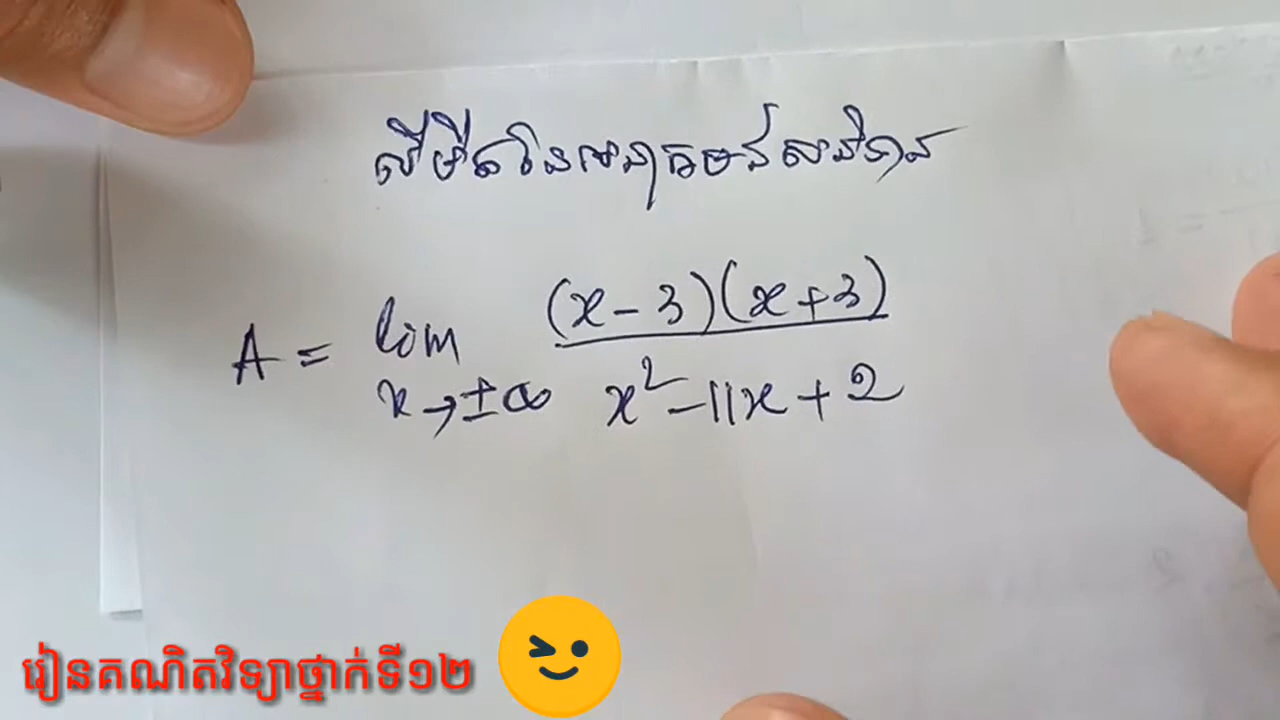 លីមីតនៃអនុគមន៍សនិទាន
A = lim (x-3)(x+3)
x→±∞ x²-11x+2
រៀនគណិតវិទ្យាថ្នាក់ទី១២